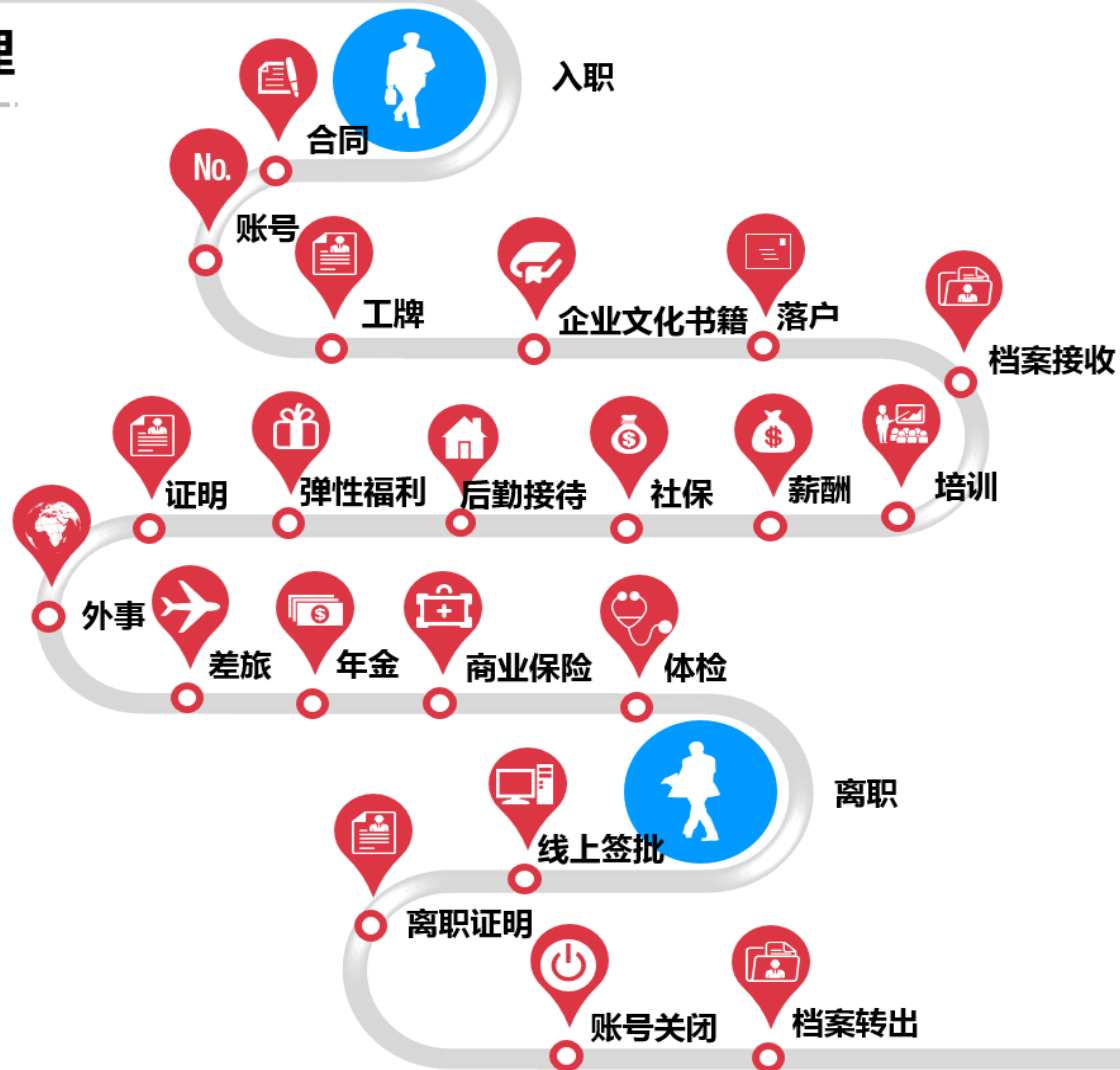 理
入职
合同
No.
账号
工牌
企业文化书籍
落户
档案接收
培训
薪酬
社保
后勤接待
弹性福利
证明
外事
差旅
年金
商业保险
体检
离职
线上签批
离职证明
账号关闭
档案转出